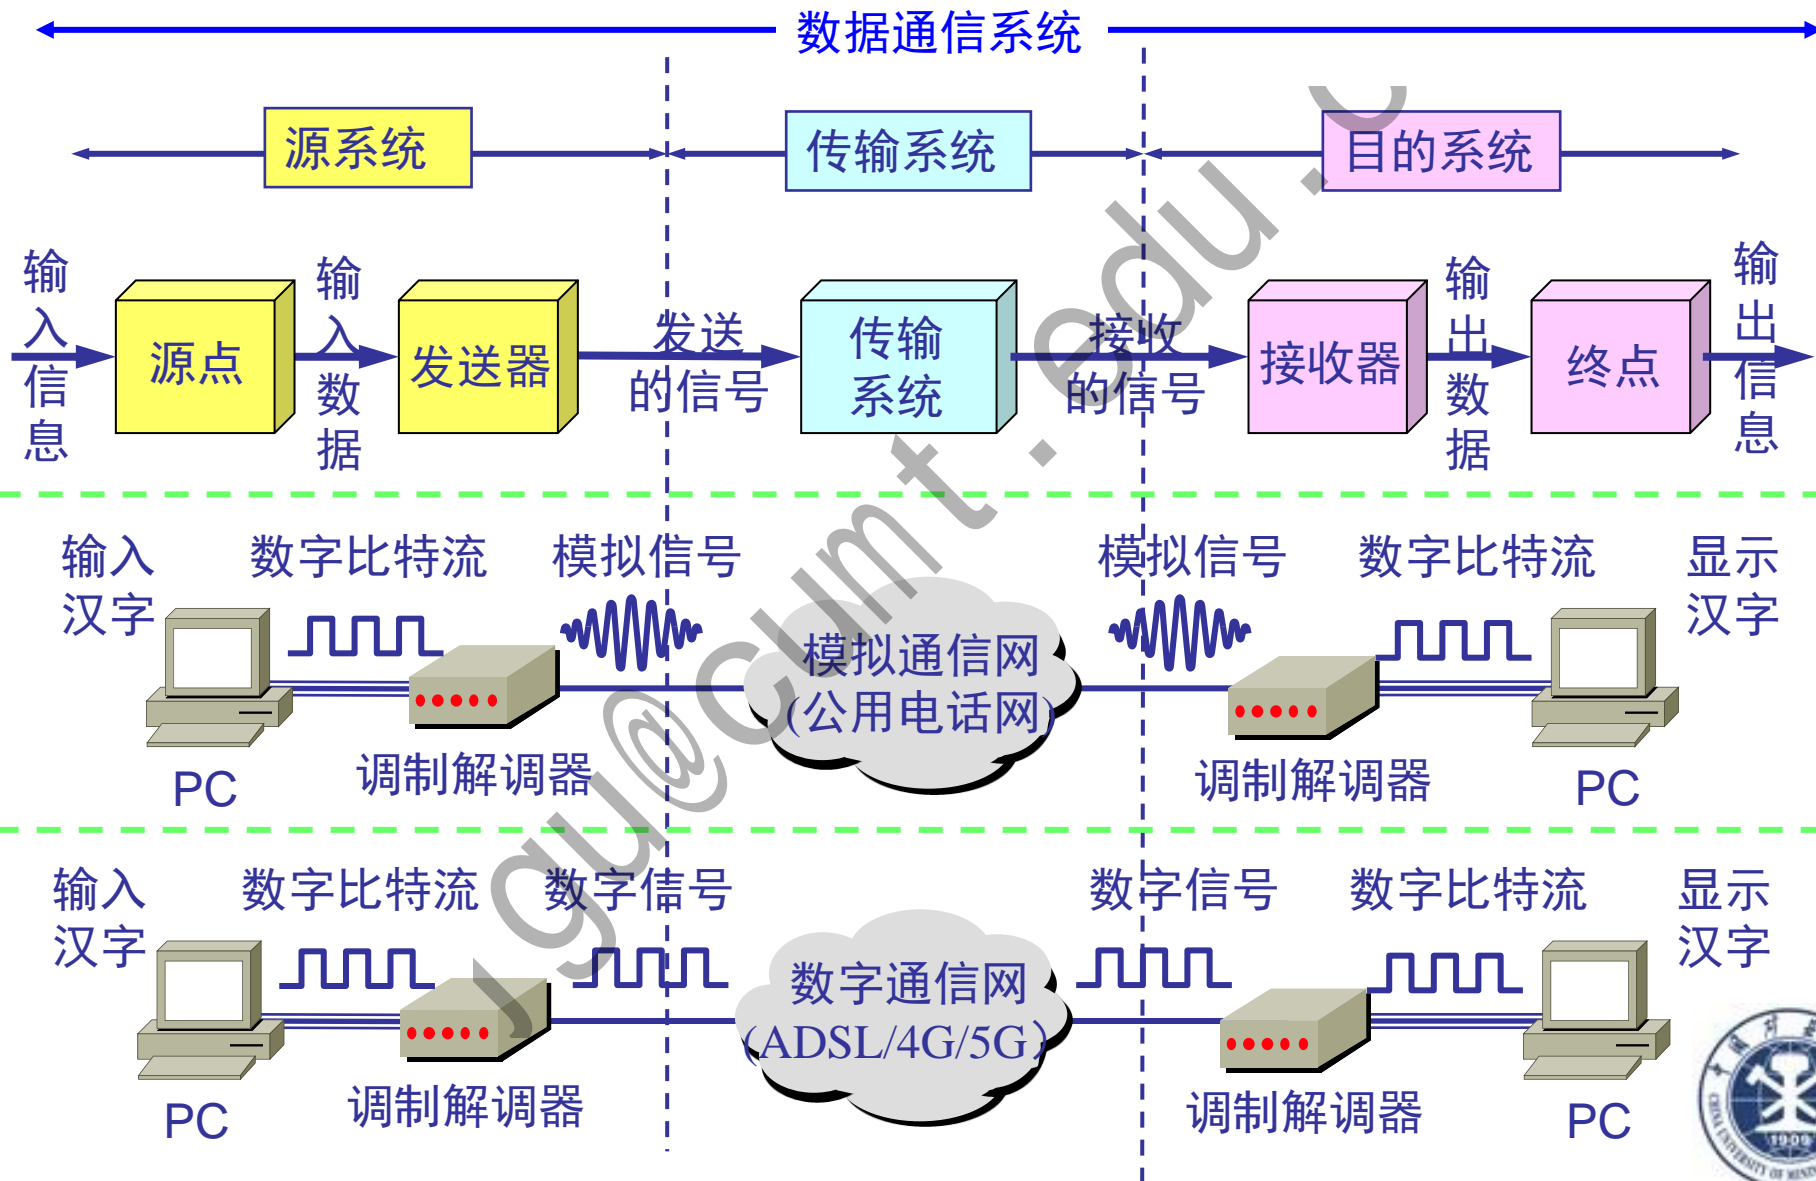 数据通信系统
源系统
传输系统
目的系统
输入信息
源点
输入数据
发送器
发送
的信号
传输
系统
接收
的信号
接收器
输出数据
终点
输出信息
输入
汉字
数字比特流
模拟信号
模拟信号
数字比特流
显示
汉字
模拟通信网
(公用电话网)
PC
调制解调器
调制解调器
PC
输入
汉字
数字比特流
数字信号
数字信号
数字比特流
显示
汉字
数字通信网
(ADSL/4G/5G）
PC
调制解调器
调制解调器
PC
gu@cumt.edu.c
1909